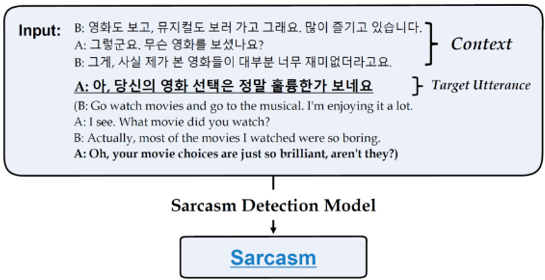 Input:
B: 영화도 보고, 뮤지컬도 보러 가고 그래요. 많이 즐기고 있습니다.
A: 그렇군요. 무슨 영화를 보셨나요?
B: 그게, 사실 제가 본 영화들이 대부분 너무 재미없더라고요.
Context
A: 아, 당신의 영화 선택은 정말 훌륭한가 보네요
Target Utterance
(B: Go watch movies and go to the musical. I'm enjoying it a lot.
A: I see. What movie did you watch?
B: Actually, most of the movies I watched were so boring.
A: Oh, your movie choices are just so brilliant, aren't they?)
Sarcasm Detection Model
Sarcasm